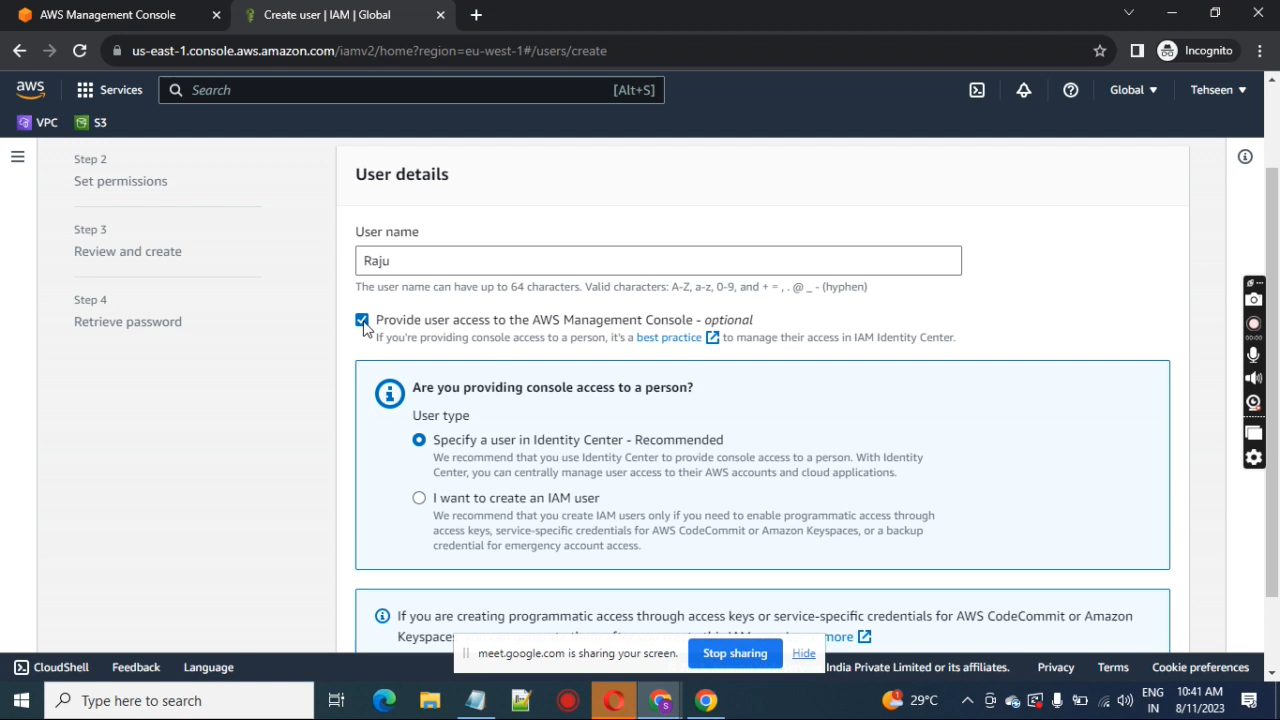 AWS Management Console
Create user | IAM | Global
us-east-1.console.aws.amazon.com/iamv2/home?region=eu-west-1#/users/create
Incognito
aws
Services
Search
[Alt+S]
Global
Tehseen
VPC
S3
Step 2
Set permissions
Step 3
Review and create
Step 4
Retrieve password
User details
User name
Raju
The user name can have up to 64 characters. Valid characters: A-Z, a-z, 0-9, and + = , . @ _ - (hyphen)
Provide user access to the AWS Management Console - optional
If you're providing console access to a person, it's a best practice to manage their access in IAM Identity Center.
Are you providing console access to a person?
User type
Specify a user in Identity Center - Recommended
We recommend that you use Identity Center to provide console access to a person. With Identity
Center, you can centrally manage user access to their AWS accounts and cloud applications.
I want to create an IAM user
We recommend that you create IAM users only if you need to enable programmatic access through
access keys, service-specific credentials for AWS CodeCommit or Amazon Keyspaces, or a backup
credential for emergency account access.
If you are creating programmatic access through access keys or service-specific credentials for AWS CodeCommit or Amazon
Keyspaces more
meet.google.com is sharing your screen.
Stop sharing
Hide
CloudShell
Feedback
Language
India Private Limited or its affiliates.
Privacy
Terms
Cookie preferences
Type here to search
1
29°C
ENG
IN
10:41 AM
8/11/2023